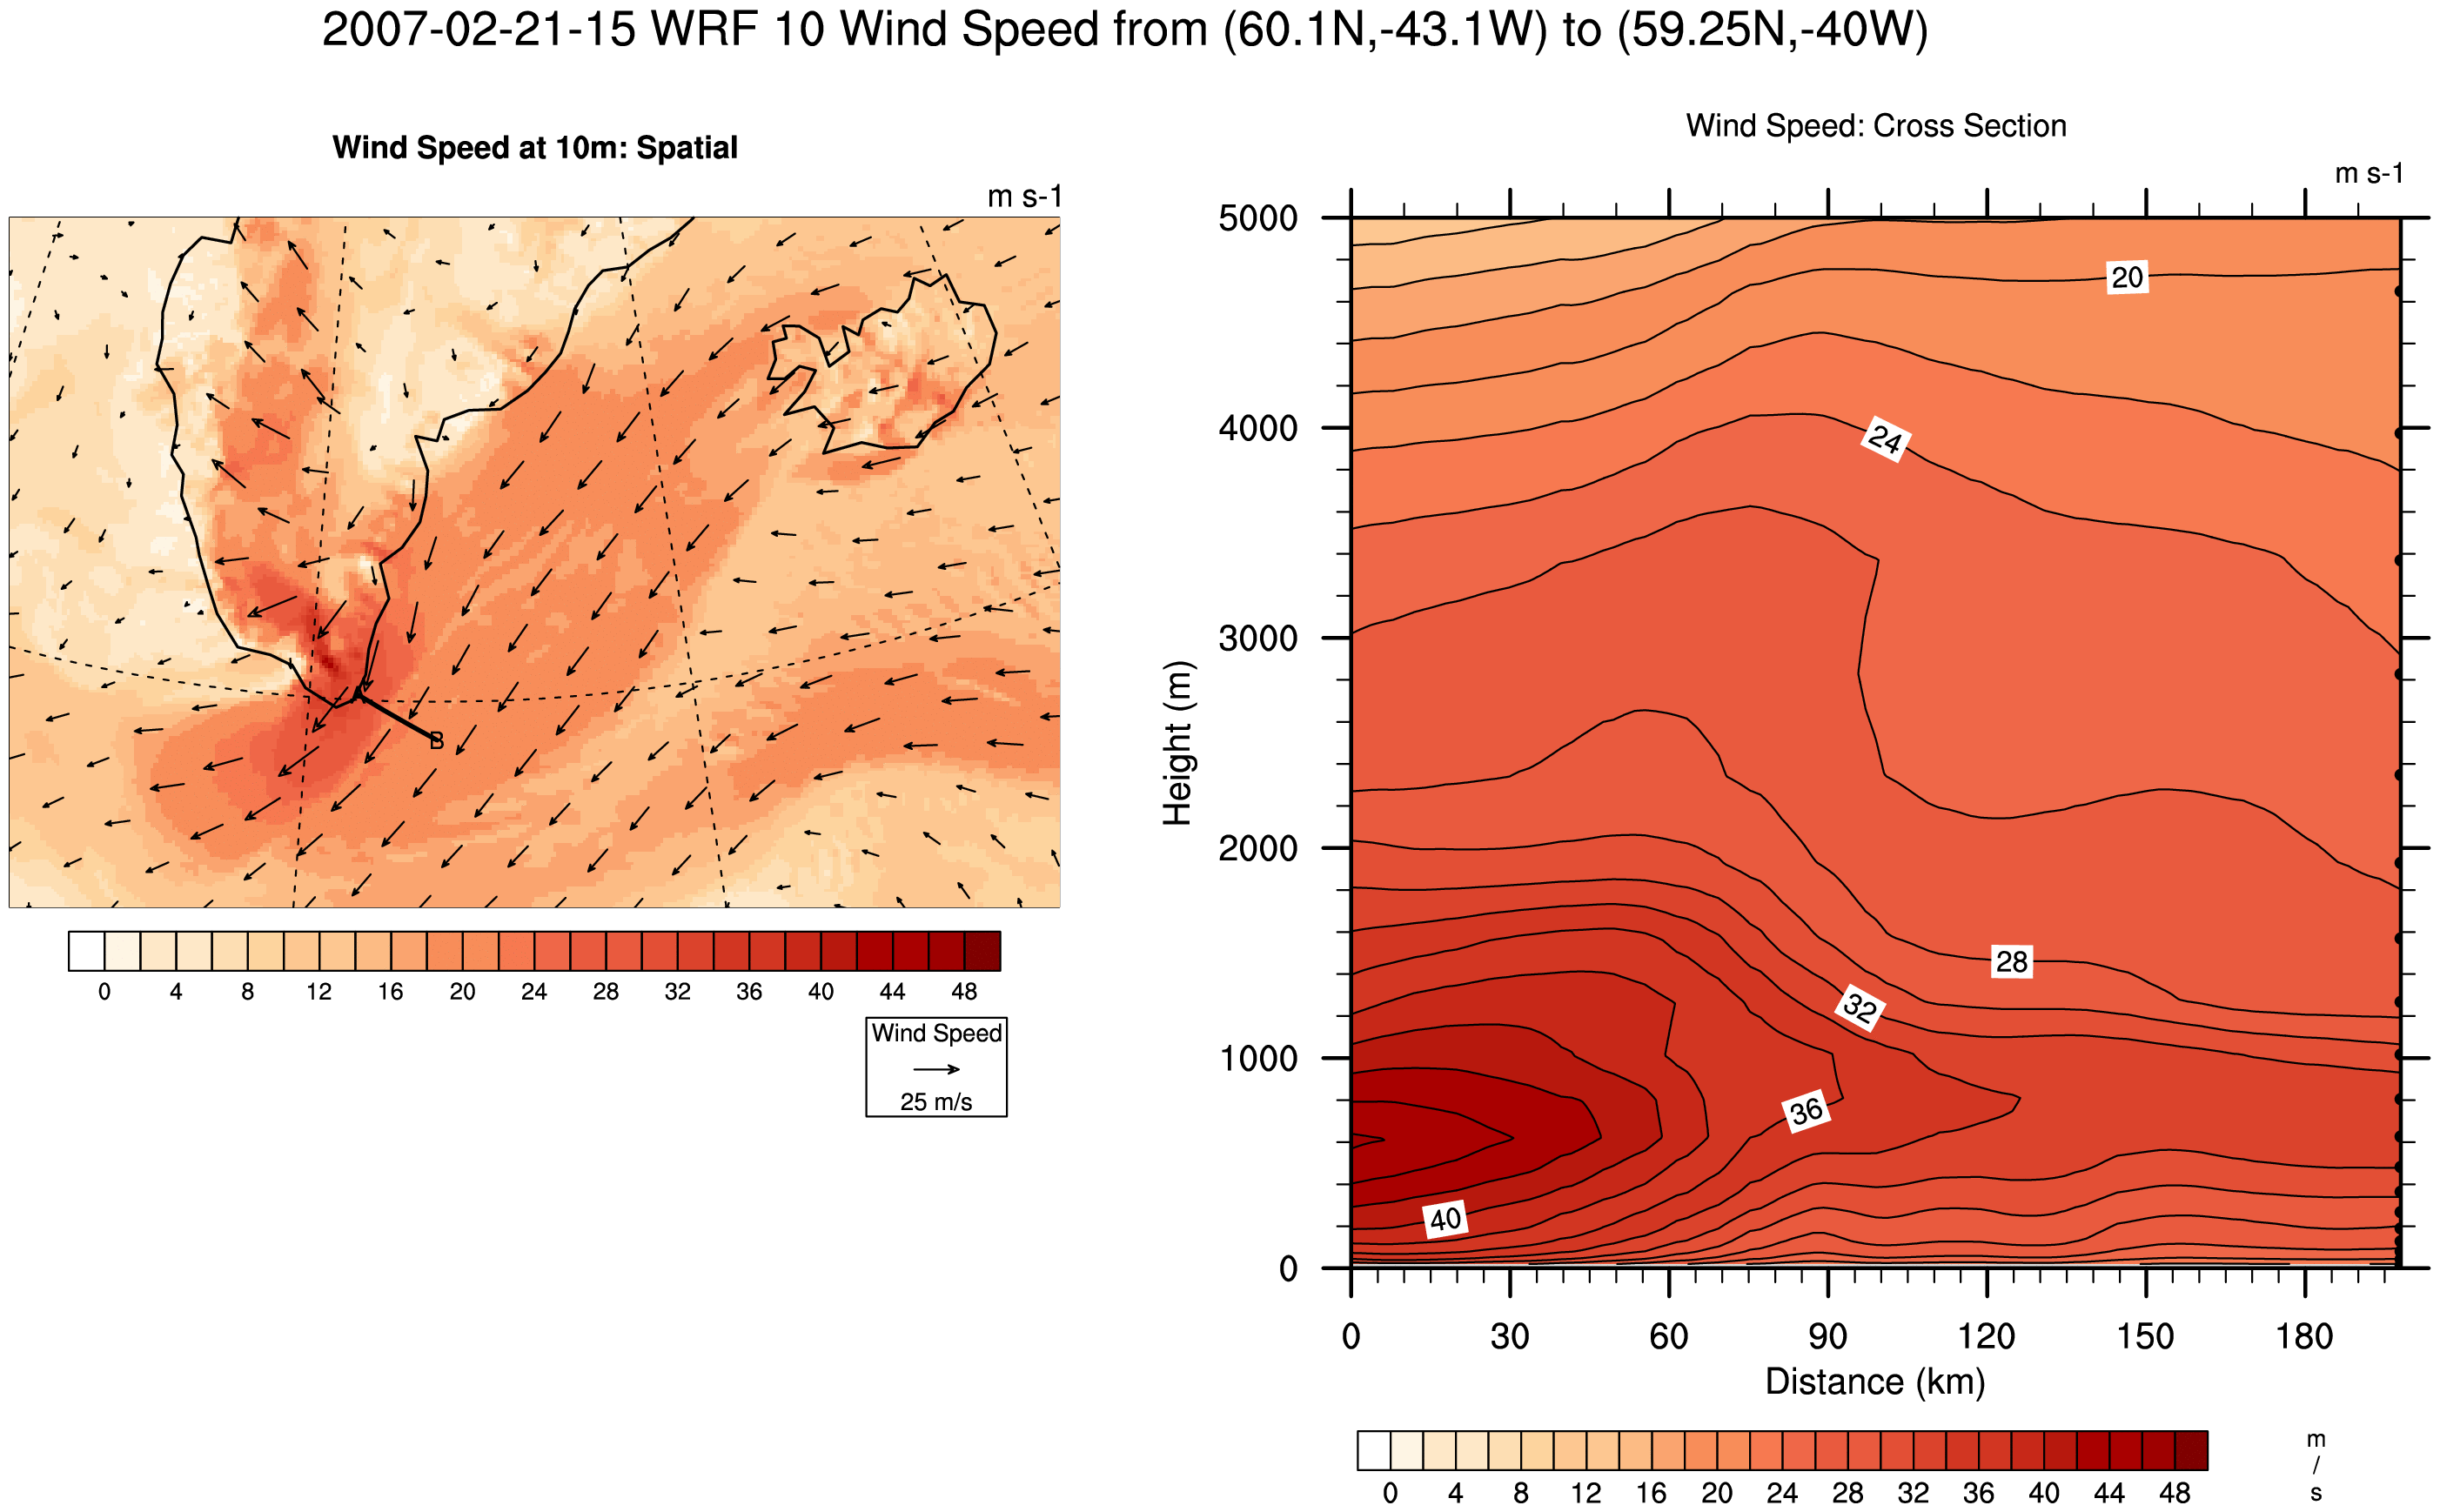 2007-02-21-15 WRF 10 Wind Speed from (60.1N,-43.1W) to (59.25N,-40W)
Wind Speed at 10m: Spatial
m s-1
A
B
0 4 8 12 16 20 24 28 32 36 40 44 48
Wind Speed
25 m/s
Wind Speed: Cross Section
m s-1
5000
4000
3000
2000
1000
0
Height (m)
20
24
28
32
36
40
0 30 60 90 120 150 180
Distance (km)
0 4 8 12 16 20 24 28 32 36 40 44 48
m
/
s